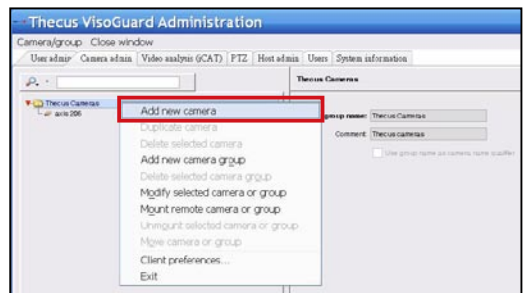 Thecus VisoGuard Administration
Camera/group Close window
User admin Camera admin Video analysis (iCAT) PTZ Host admin Users System information
Thecus Cameras
Thecus Cameras
axis 206
Add new camera
Duplicate camera
Delete selected camera
Add new camera group
Delete selected camera group
Modify selected camera or group
Mount remote camera or group
Unmount selected camera or group
Move camera or group
Client preferences...
Exit
group name: Thecus Cameras
Comment: Thecus cameras
Use group name as camera name qualifier